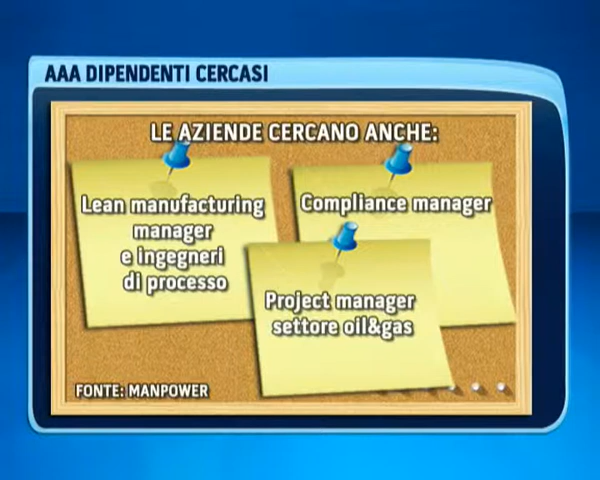 AAA DIPENDENTI CERCASI
LE AZIENDE CERCANO ANCHE:
Lean manufacturing
manager
e ingegneri
di processo
Compliance manager
Project manager
settore oil&gas
FONTE: MANPOWER